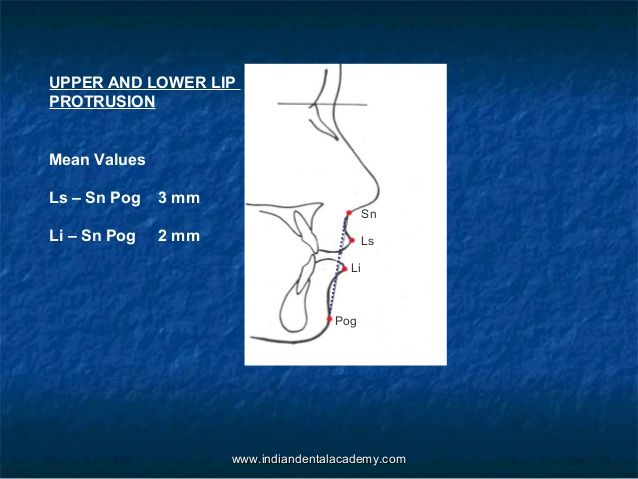 UPPER AND LOWER LIP
PROTRUSION
Mean Values
Ls – Sn Pog 3 mm
Li – Sn Pog 2 mm
Sn
Ls
Li
Pog
www.indiandentalacademy.com